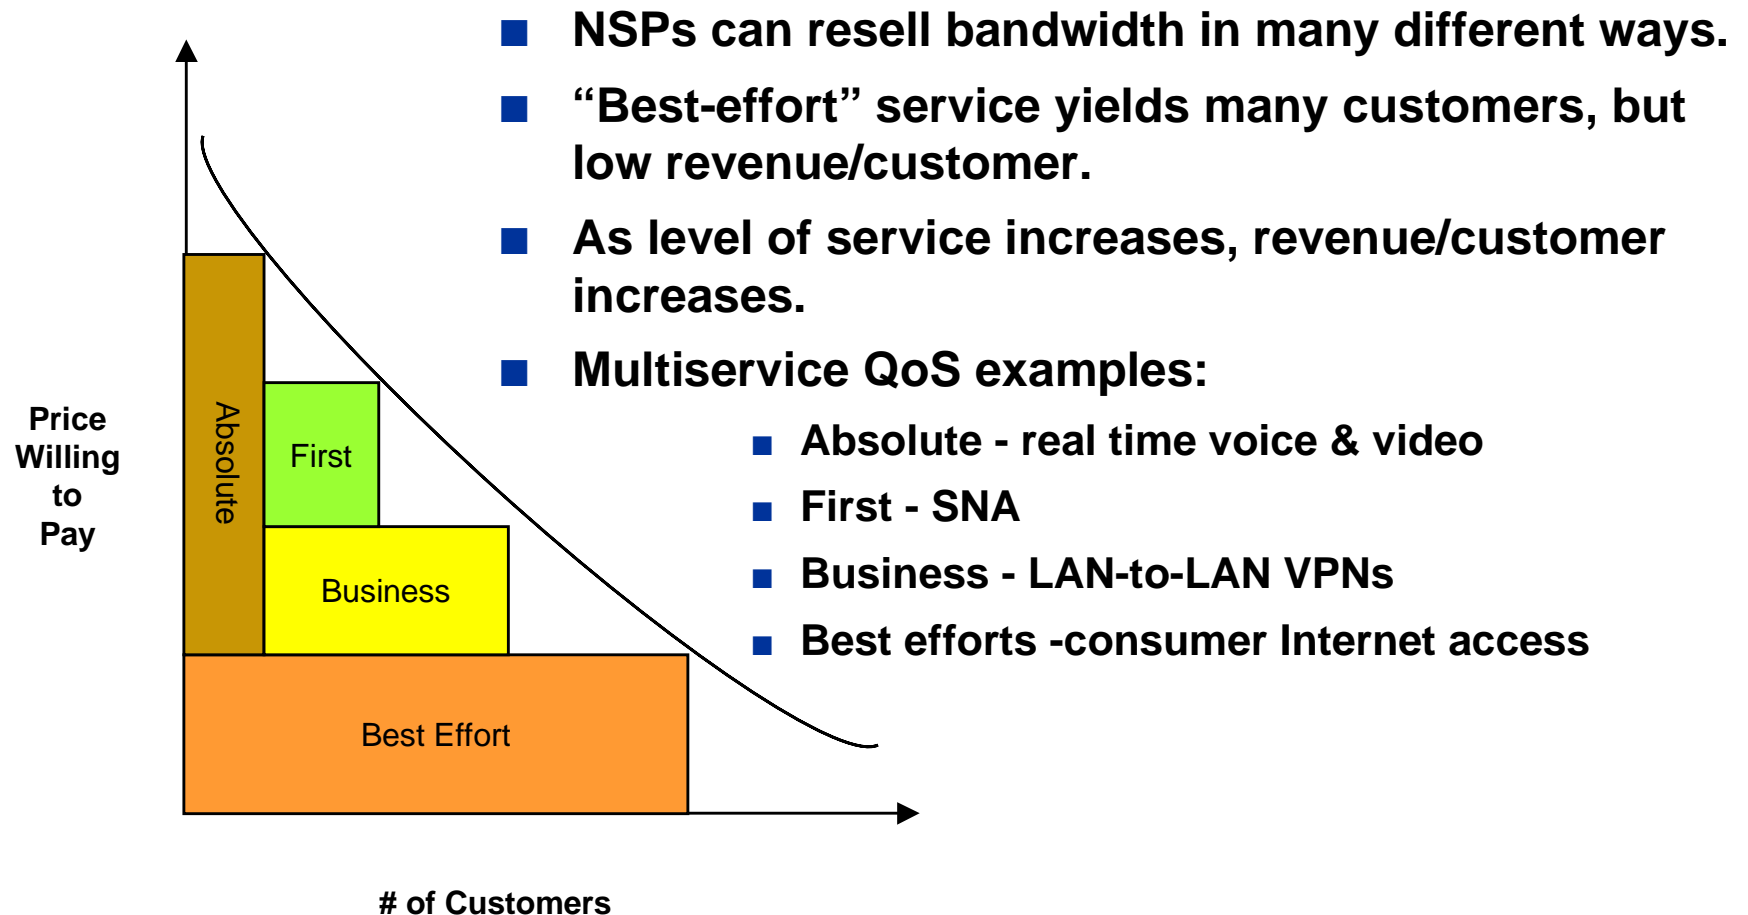 NSPs can resell bandwidth in many different ways.
“Best-effort” service yields many customers, but
low revenue/customer.
As level of service increases, revenue/customer
increases.
Multiservice QoS examples:
Absolute - real time voice & video
First - SNA
Business - LAN-to-LAN VPNs
Best efforts -consumer Internet access
Price
Willing
to
Pay
Absolute
First
Business
Best Effort
# of Customers